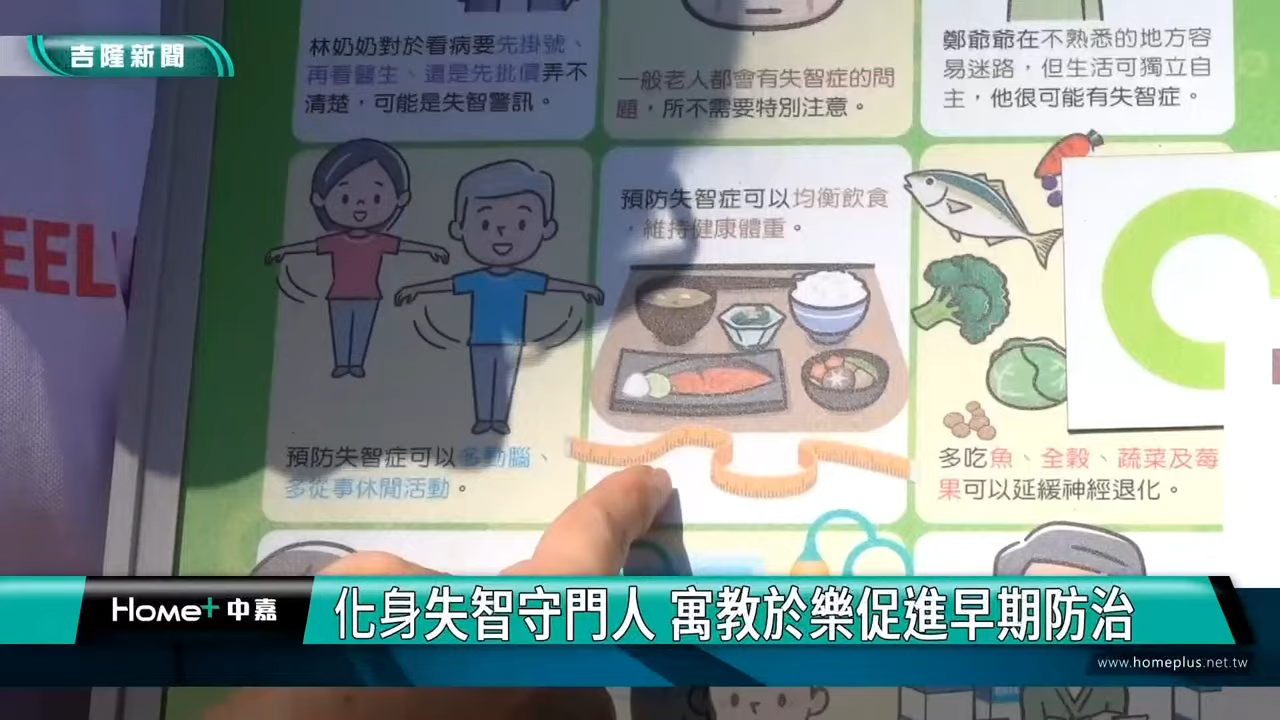 吉隆新聞
林奶奶對於看病要先掛號、
再看醫生、還是先批價弄不
清楚，可能是失智警訊。
一般老人都會有失智症的問
題，所不需要特別注意。
鄭爺爺在不熟悉的地方容
易迷路，但生活可獨立自
主，他很可能有失智症。
EEL
預防失智症可以均衡飲食
，維持健康體重。
預防失智症可以多動腦、
多從事休閒活動。
多吃魚、全穀、蔬菜及莓
果可以延緩神經退化。
Home+中嘉
化身失智守門人 寓教於樂促進早期防治
www.homeplus.net.tw